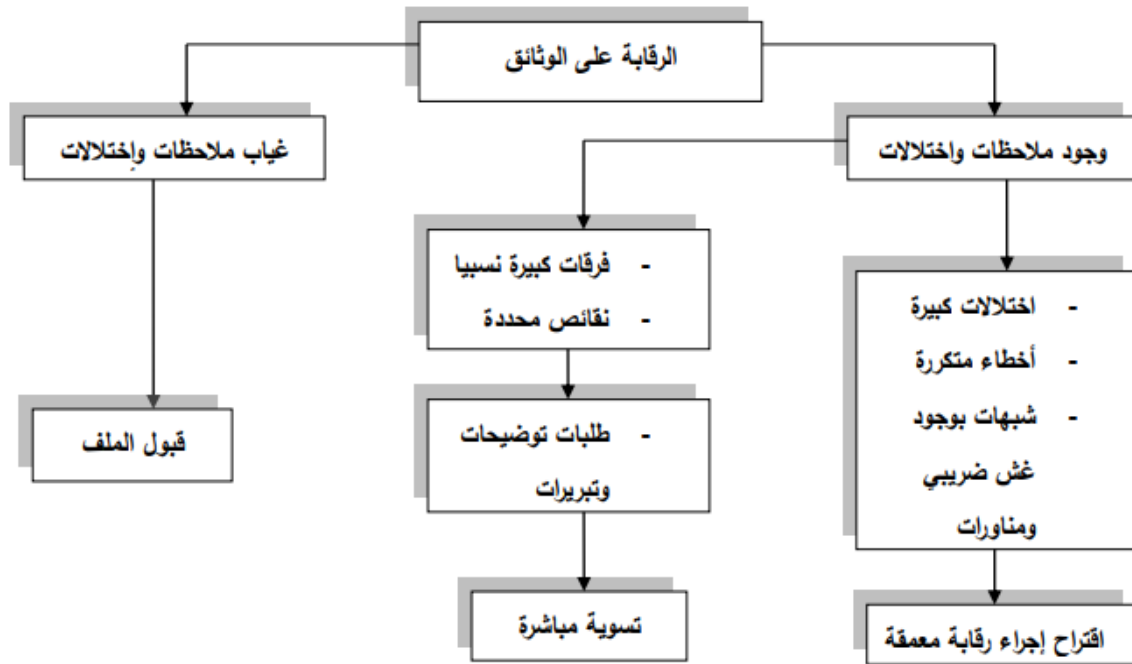 الرقابة على الوثائق
وجود ملاحظات واختلالات
غياب ملاحظات وإختلالات
- فرقات كبيرة نسبيا
- نقائص محددة
- اختلالات كبيرة
- أخطاء متكررة
- شبهات بوجود
غش ضريبي
ومناورات
- طلبات توضيحات
وتبريرات
قبول الملف
تسوية مباشرة
اقتراح إجراء رقابة معمقة